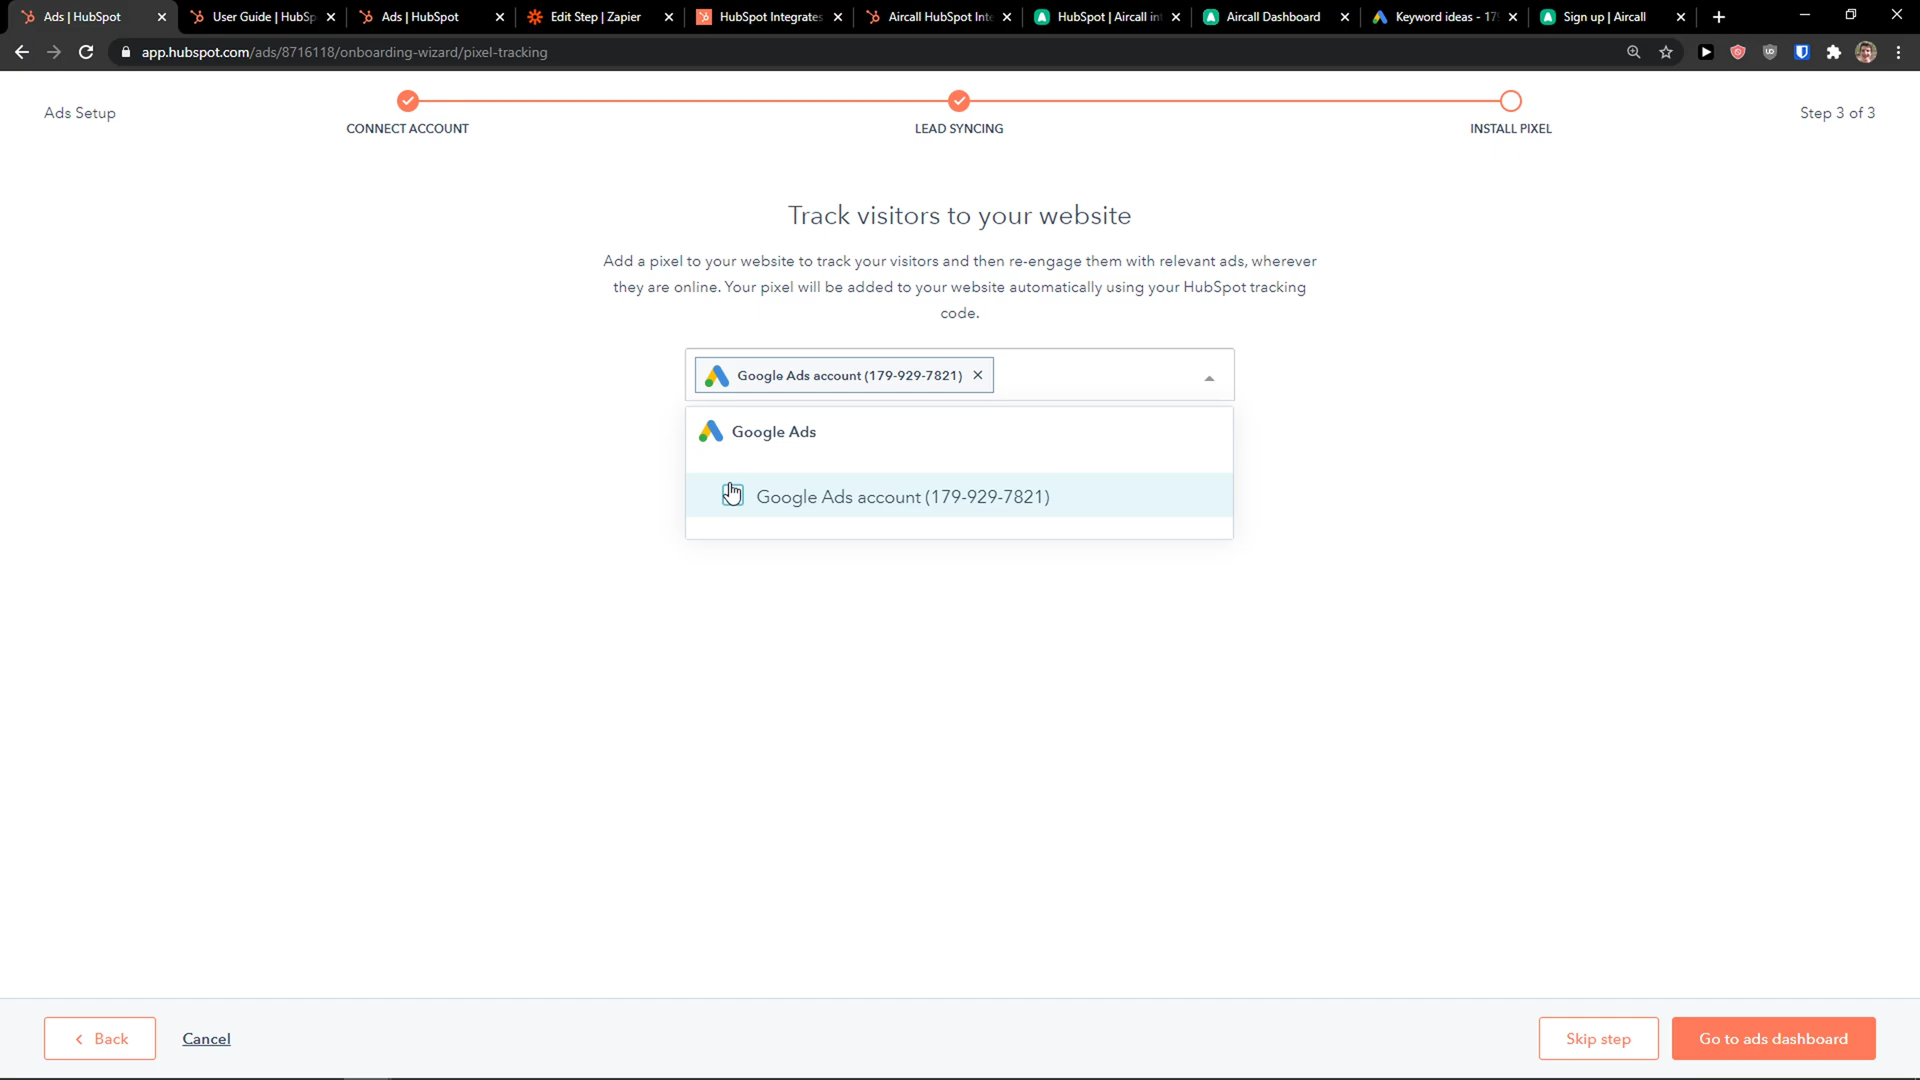 Ads | HubSpot
User Guide | HubSp
Ads | HubSpot
Edit Step | Zapier
HubSpot Integrates
Aircall HubSpot Inte
HubSpot | Aircall in
Aircall Dashboard
Keyword ideas - 17
Sign up | Aircall
app.hubspot.com/ads/8716118/onboarding-wizard/pixel-tracking
Ads Setup
CONNECT ACCOUNT
LEAD SYNCING
INSTALL PIXEL
Step 3 of 3
Track visitors to your website
Add a pixel to your website to track your visitors and then re-engage them with relevant ads, wherever
they are online. Your pixel will be added to your website automatically using your HubSpot tracking
code.
Google Ads account (179-929-7821)
Google Ads
Google Ads account (179-929-7821)
Back
Cancel
Skip step
Go to ads dashboard